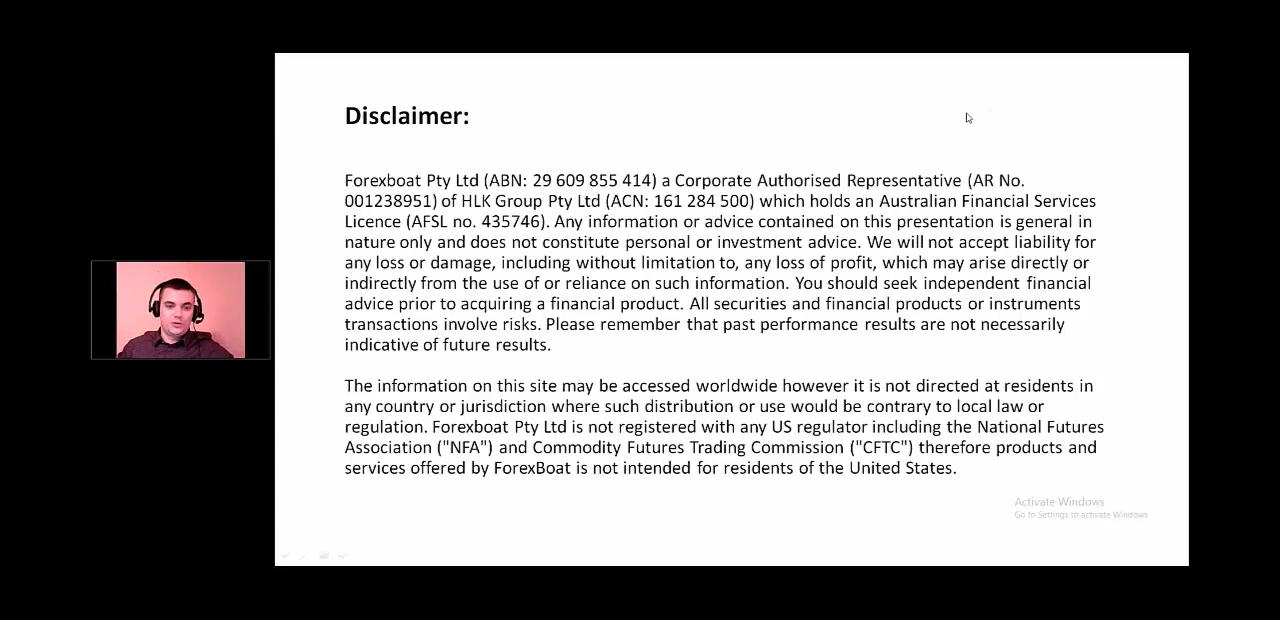 Disclaimer:
Forexboat Pty Ltd (ABN: 29 609 855 414) a Corporate Authorised Representative (AR No.
001238951) of HLK Group Pty Ltd (ACN: 161 284 500) which holds an Australian Financial Services
Licence (AFSL no. 435746). Any information or advice contained on this presentation is general in
nature only and does not constitute personal or investment advice. We will not accept liability for
any loss or damage, including without limitation to, any loss of profit, which may arise directly or
indirectly from the use of or reliance on such information. You should seek independent financial
advice prior to acquiring a financial product. All securities and financial products or instruments
transactions involve risks. Please remember that past performance results are not necessarily
indicative of future results.
The information on this site may be accessed worldwide however it is not directed at residents in
any country or jurisdiction where such distribution or use would be contrary to local law or
regulation. Forexboat Pty Ltd is not registered with any US regulator including the National Futures
Association ("NFA") and Commodity Futures Trading Commission ("CFTC") therefore products and
services offered by ForexBoat is not intended for residents of the United States.
Activate Windows
Go to Settings to activate Windows